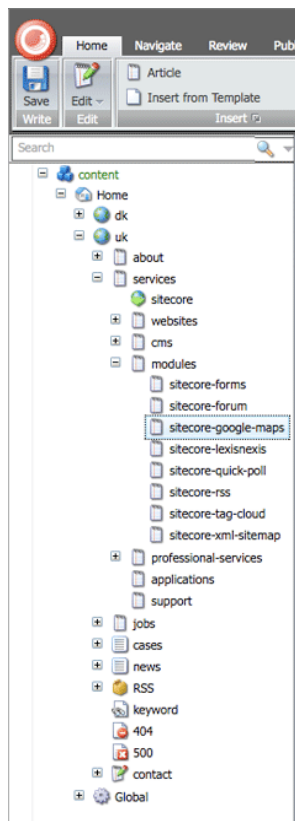 Home Navigate Review
Article
Insert from Template
Save Edit
Write Edit Insert
Search
content
Home
dk
uk
about
services
sitecore
websites
cms
modules
sitecore-forms
sitecore-forum
sitecore-google-maps
sitecore-lexisnexis
sitecore-quick-poll
sitecore-rss
sitecore-tag-cloud
sitecore-xml-sitemap
professional-services
applications
support
jobs
cases
news
RSS
keyword
404
500
contact
Global